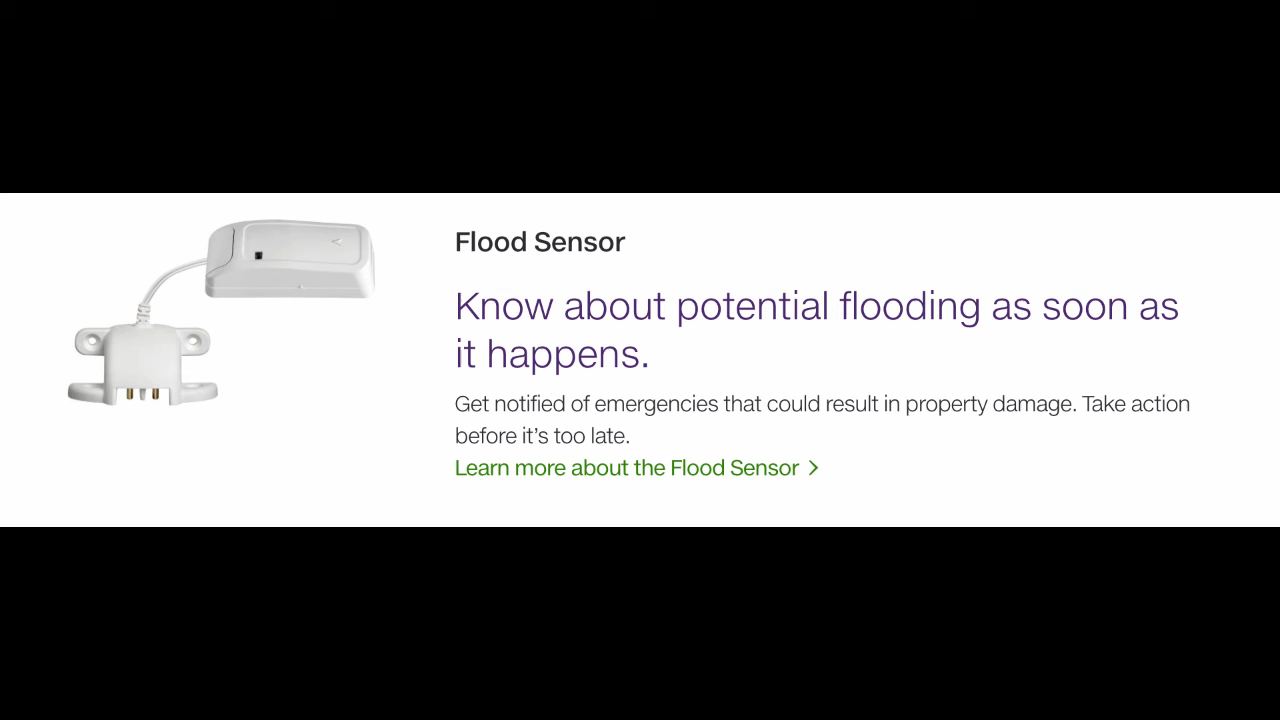 Flood Sensor
Know about potential flooding as soon as
it happens.
Get notified of emergencies that could result in property damage. Take action
before it’s too late.
Learn more about the Flood Sensor >